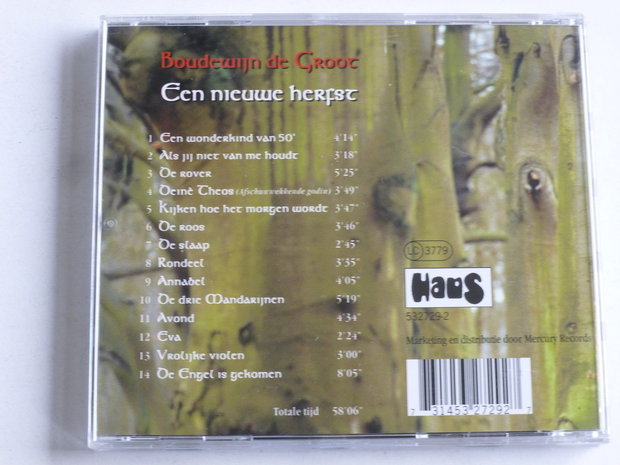 Boudewijn de Groot
Een nieuwe herfst
1 Een wonderkind van 50' 4'14"
2 Als jij niet van me houdt 3'18"
3 De rover 5'25"
4 Deinè Theos (Afschuwwekkende godin) 3'49"
5 Kijken hoe het morgen wordt 3'47"
6 De roos 3'46"
7 De slaap 2'45"
8 Rondeel 3'35"
9 Annabel 4'05"
10 De drie Mandarijnen 5'19"
11 Avond 4'34"
12 Eva 2'24"
13 Vrolijke violen 3'00"
14 De Engel is gekomen 8'05"
Totale tijd 58'06"
LC 3779
HANS
532729-2
Marketing en distributie door Mercury Records
7 31453 27292 7